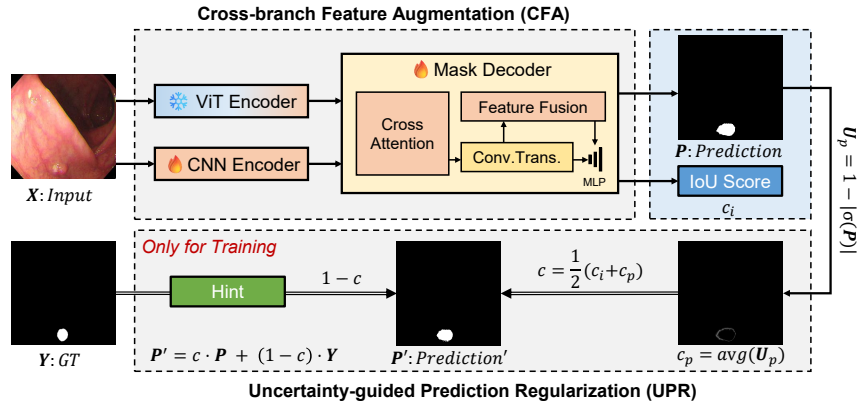 Cross-branch Feature Augmentation (CFA)
ViT Encoder
CNN Encoder
X: Input
Mask Decoder
Cross
Attention
Feature Fusion
Conv.Trans.
MLP
P: Prediction
IoU Score
c_i
U_p = 1 − |σ(P)|
Only for Training
Hint
1 − c
c = 1/2 (c_i+c_p)
Y: GT
P′ = c · P + (1 − c) · Y
P′: Prediction′
c_p = avg(U_p)
Uncertainty-guided Prediction Regularization (UPR)